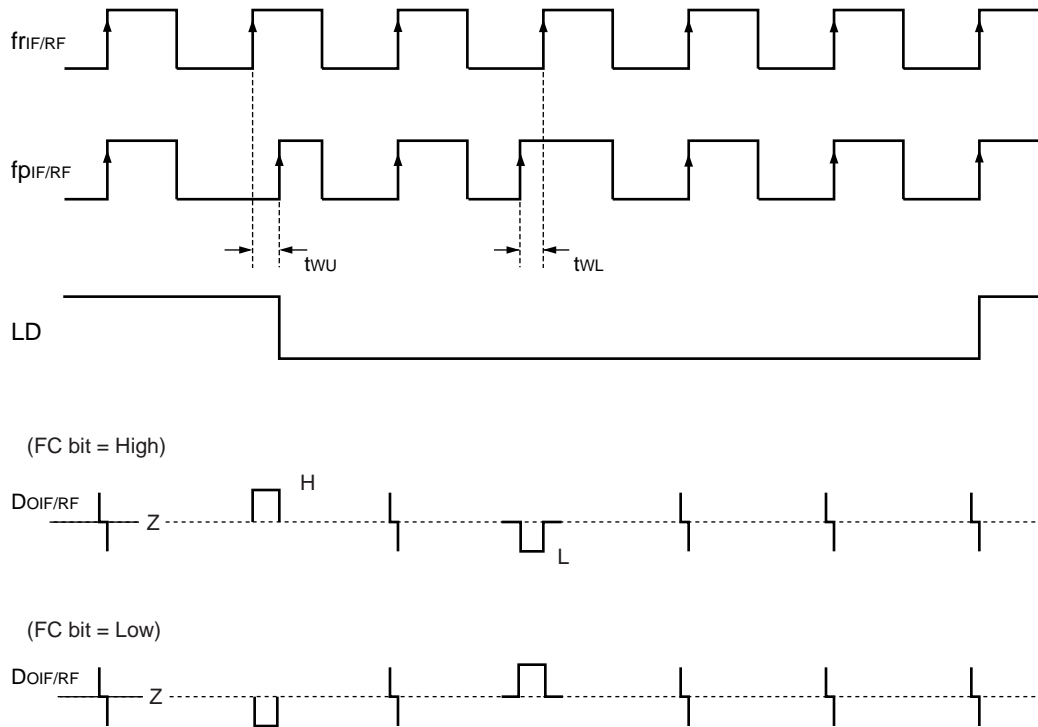 frIF/RF
fpIF/RF
tWU
tWL
LD
(FC bit = High)
DOIF/RF
Z
H
L
(FC bit = Low)
DOIF/RF
Z